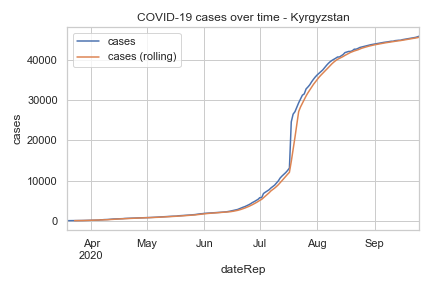 COVID-19 cases over time - Kyrgyzstan
cases
cases (rolling)
40000
30000
20000
10000
0
cases
Apr May Jun Jul Aug Sep
2020
dateRep